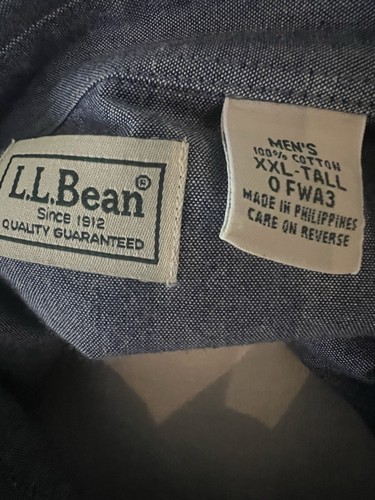 L.L.Bean®
SINCE 1912
QUALITY GUARANTEED
MEN'S
100% COTTON
XXL-TALL
0 FWA3
MADE IN PHILIPPINES
CARE ON REVERSE